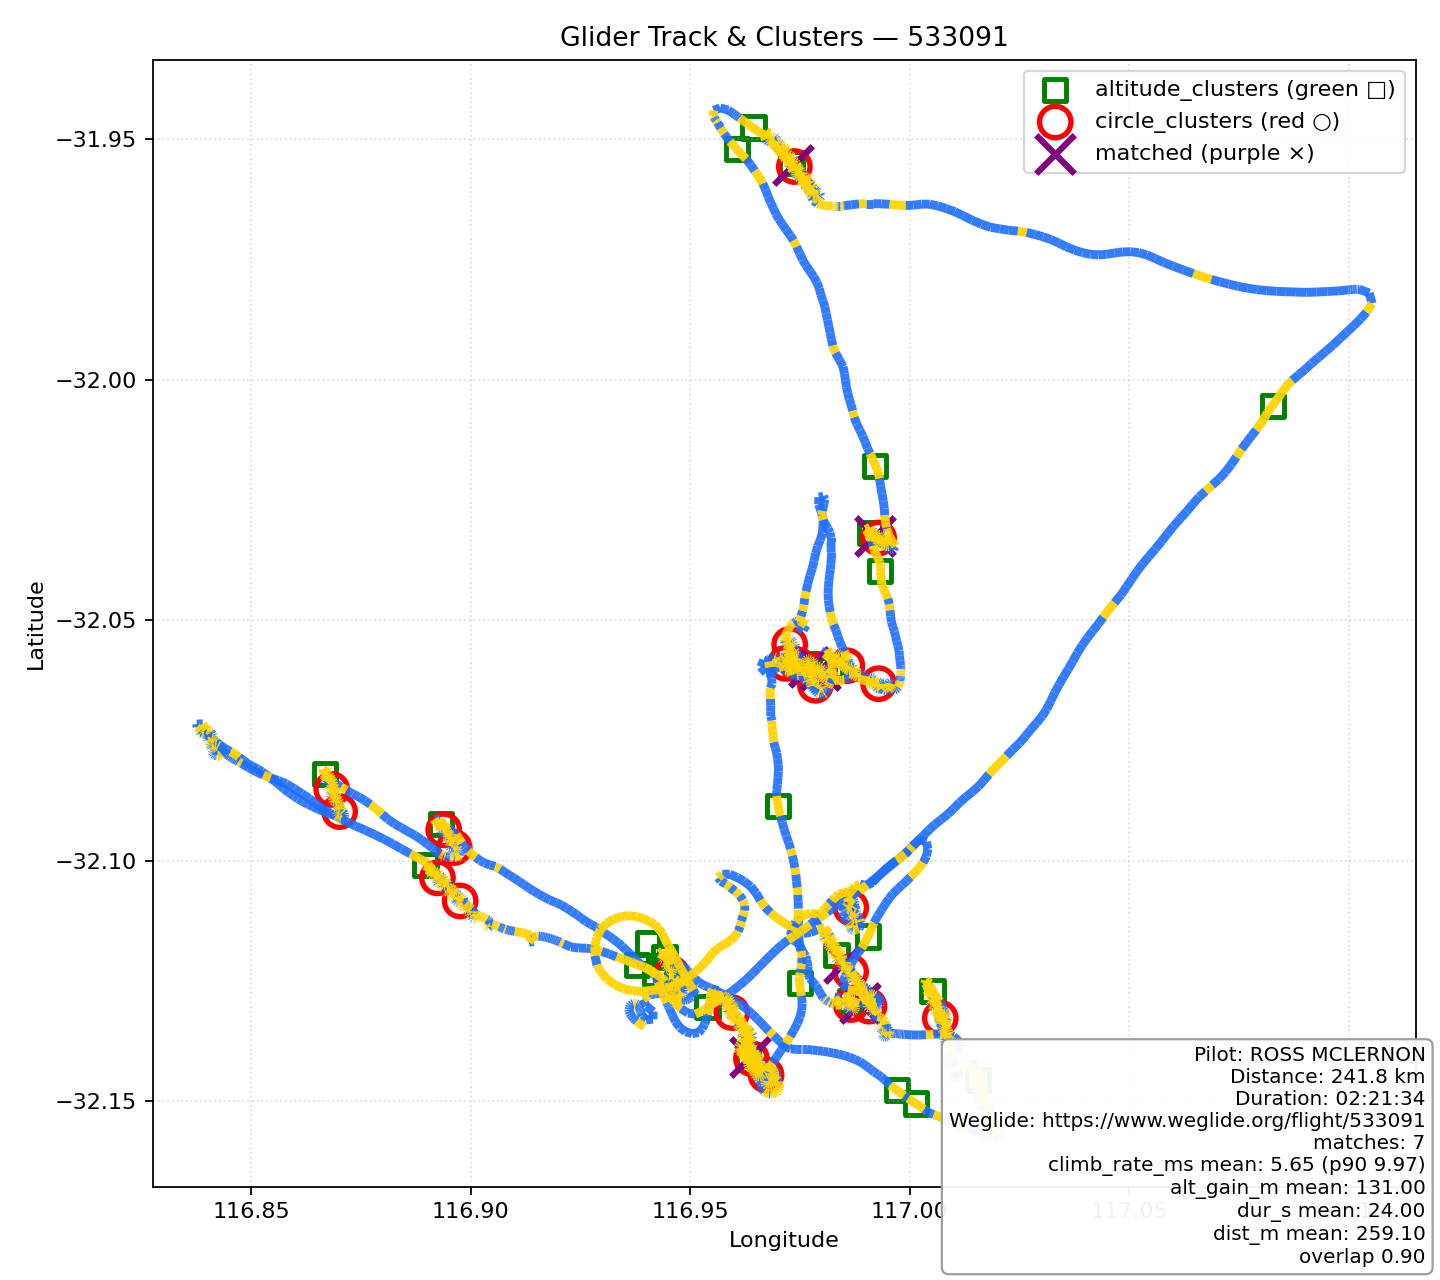 Glider Track & Clusters — 533091
altitude_clusters (green □)
circle_clusters (red ○)
matched (purple ×)
Latitude
−31.95
−32.00
−32.05
−32.10
−32.15
116.85
116.90
116.95
117.00
117.05
Longitude
Pilot: ROSS MCLERNON
Distance: 241.8 km
Duration: 02:21:34
Weglide: https://www.weglide.org/flight/533091
matches: 7
climb_rate_ms mean: 5.65 (p90 9.97)
alt_gain_m mean: 131.00
dur_s mean: 24.00
dist_m mean: 259.10
overlap 0.90